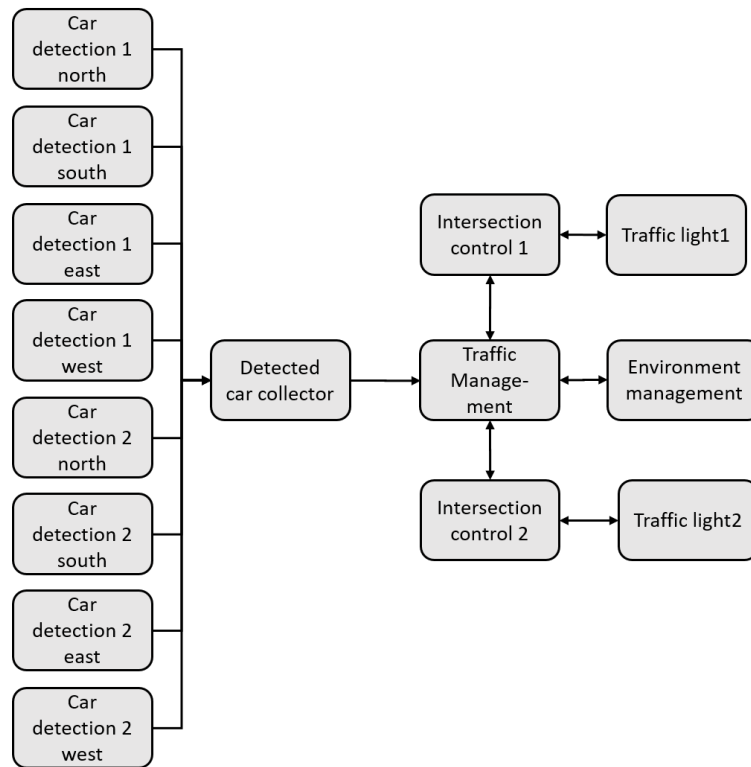 Car
detection 1
north
Car
detection 1
south
Car
detection 1
east
Car
detection 1
west
Car
detection 2
north
Car
detection 2
south
Car
detection 2
east
Car
detection 2
west
Detected
car collector
Intersection
control 1
Traffic light1
Traffic
Manage-
ment
Environment
management
Intersection
control 2
Traffic light2